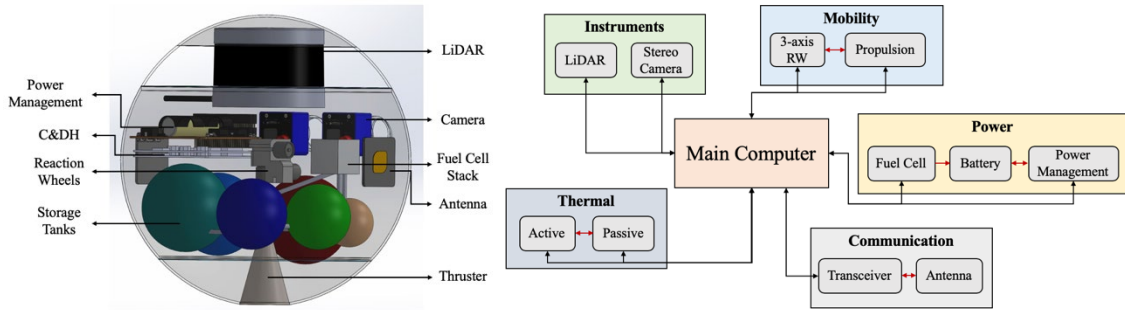 LiDAR
Power
Management
Camera
C&DH
Reaction
Wheels
Fuel Cell
Stack
Storage
Tanks
Antenna
Thruster
Instruments
LiDAR
Stereo
Camera
Mobility
3-axis
RW
Propulsion
Main Computer
Power
Fuel Cell
Battery
Power
Management
Thermal
Active
Passive
Communication
Transceiver
Antenna